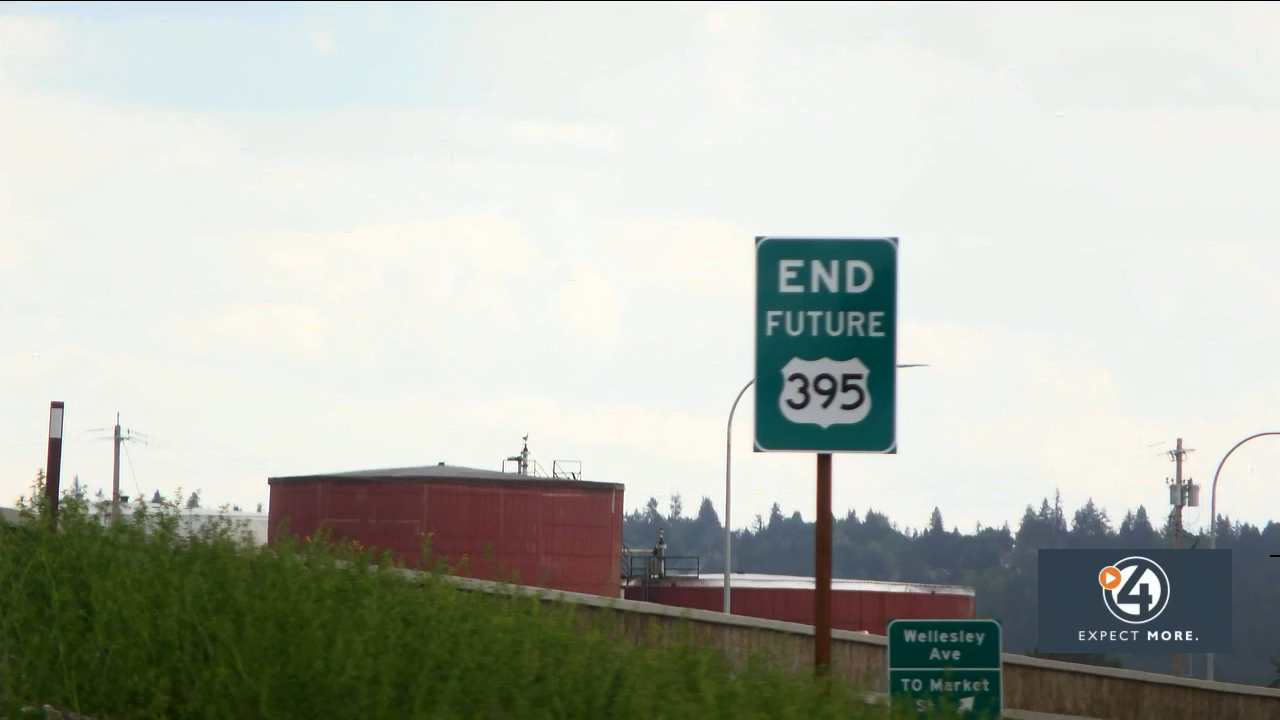 END
FUTURE
395
Wellesley
Ave
TO Market
4
EXPECT MORE.